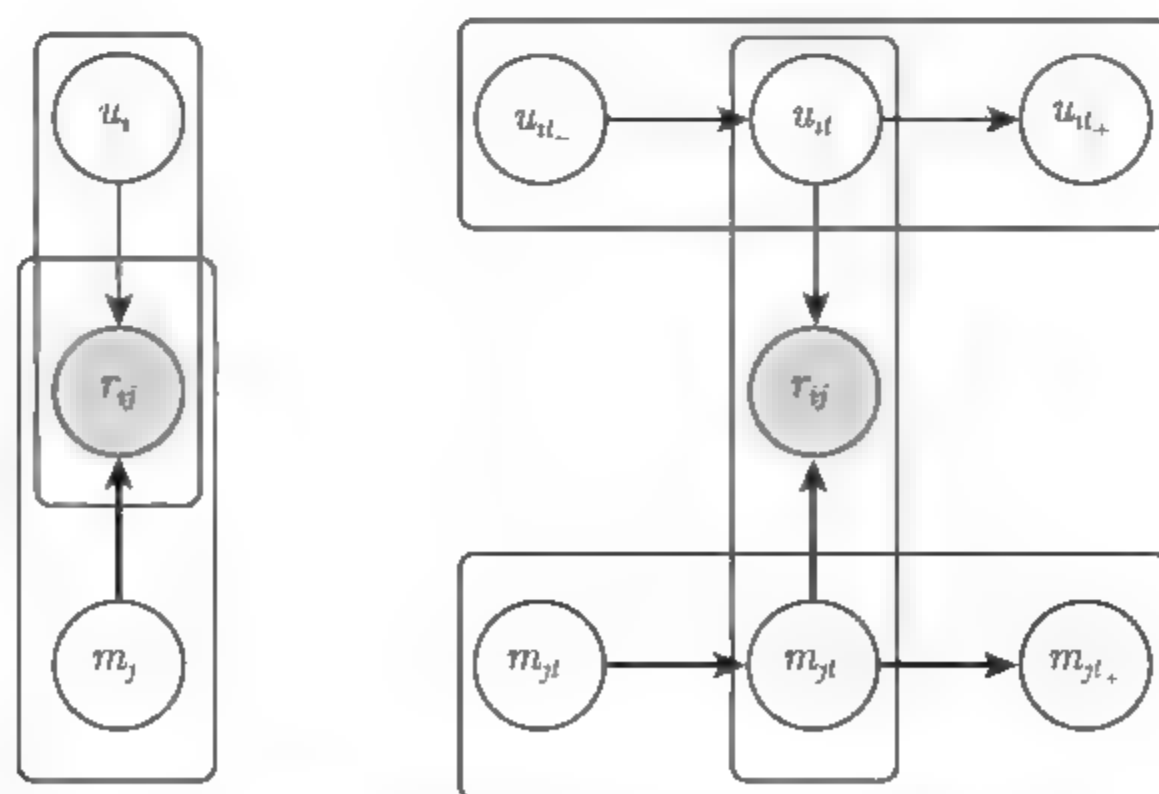 u_i
r_ij
m_j
u_it_- u_it u_it_+
r_ij
m_jt m_jt m_jt_+